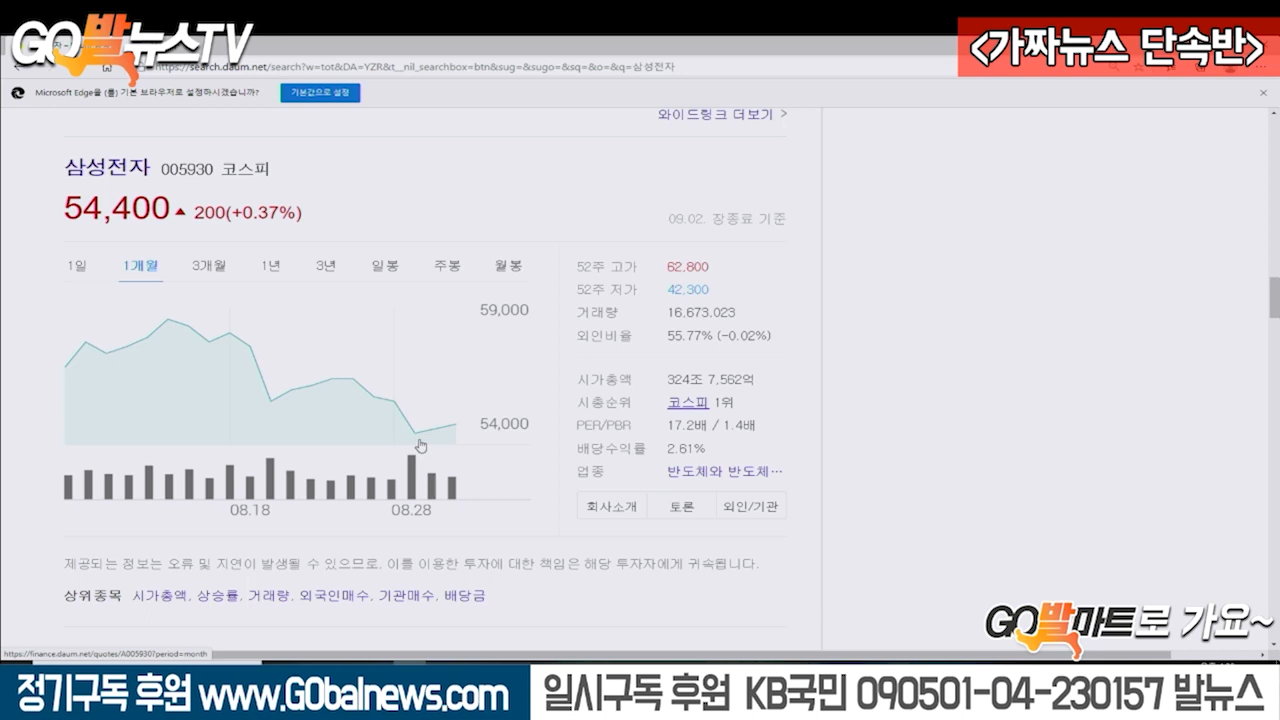 GO발뉴스TV
<가짜뉴스 단속반>
https://search.daum.net/search?w=tot&DA=YZR&t__nil_searchbox=btn&sug=&sugo=&sq=&o=&q=삼성전자
Microsoft Edge을 (를) 기본 브라우저로 설정하시겠습니까? 기본값으로 설정
와이드링크 더보기 >
삼성전자 005930 코스피
54,400 ▲ 200(+0.37%)
09.02. 장종료 기준
1일 1개월 3개월 1년 3년 일봉 주봉 월봉
59,000
54,000
08.18 08.28
52주 고가 62,800
52주 저가 42,300
거래량 16.673.023
외인비율 55.77% (-0.02%)
시가총액 324조 7,562억
시총순위 코스피 1위
PER/PBR 17.2배 / 1.4배
배당수익률 2.61%
업종 반도체와 반도체…
회사소개 토론 외인/기관
제공되는 정보는 오류 및 지연이 발생될 수 있으므로, 이를 이용한 투자에 대한 책임은 해당 투자자에게 귀속됩니다.
상위종목 시가총액, 상승률, 거래량, 외국인매수, 기관매수, 배당금
GO발마트로 가요~
https://finance.daum.net/quotes/A005930?period=month
정기구독 후원 www.GObalnews.com
일시구독 후원 KB국민 090501-04-230157 발뉴스